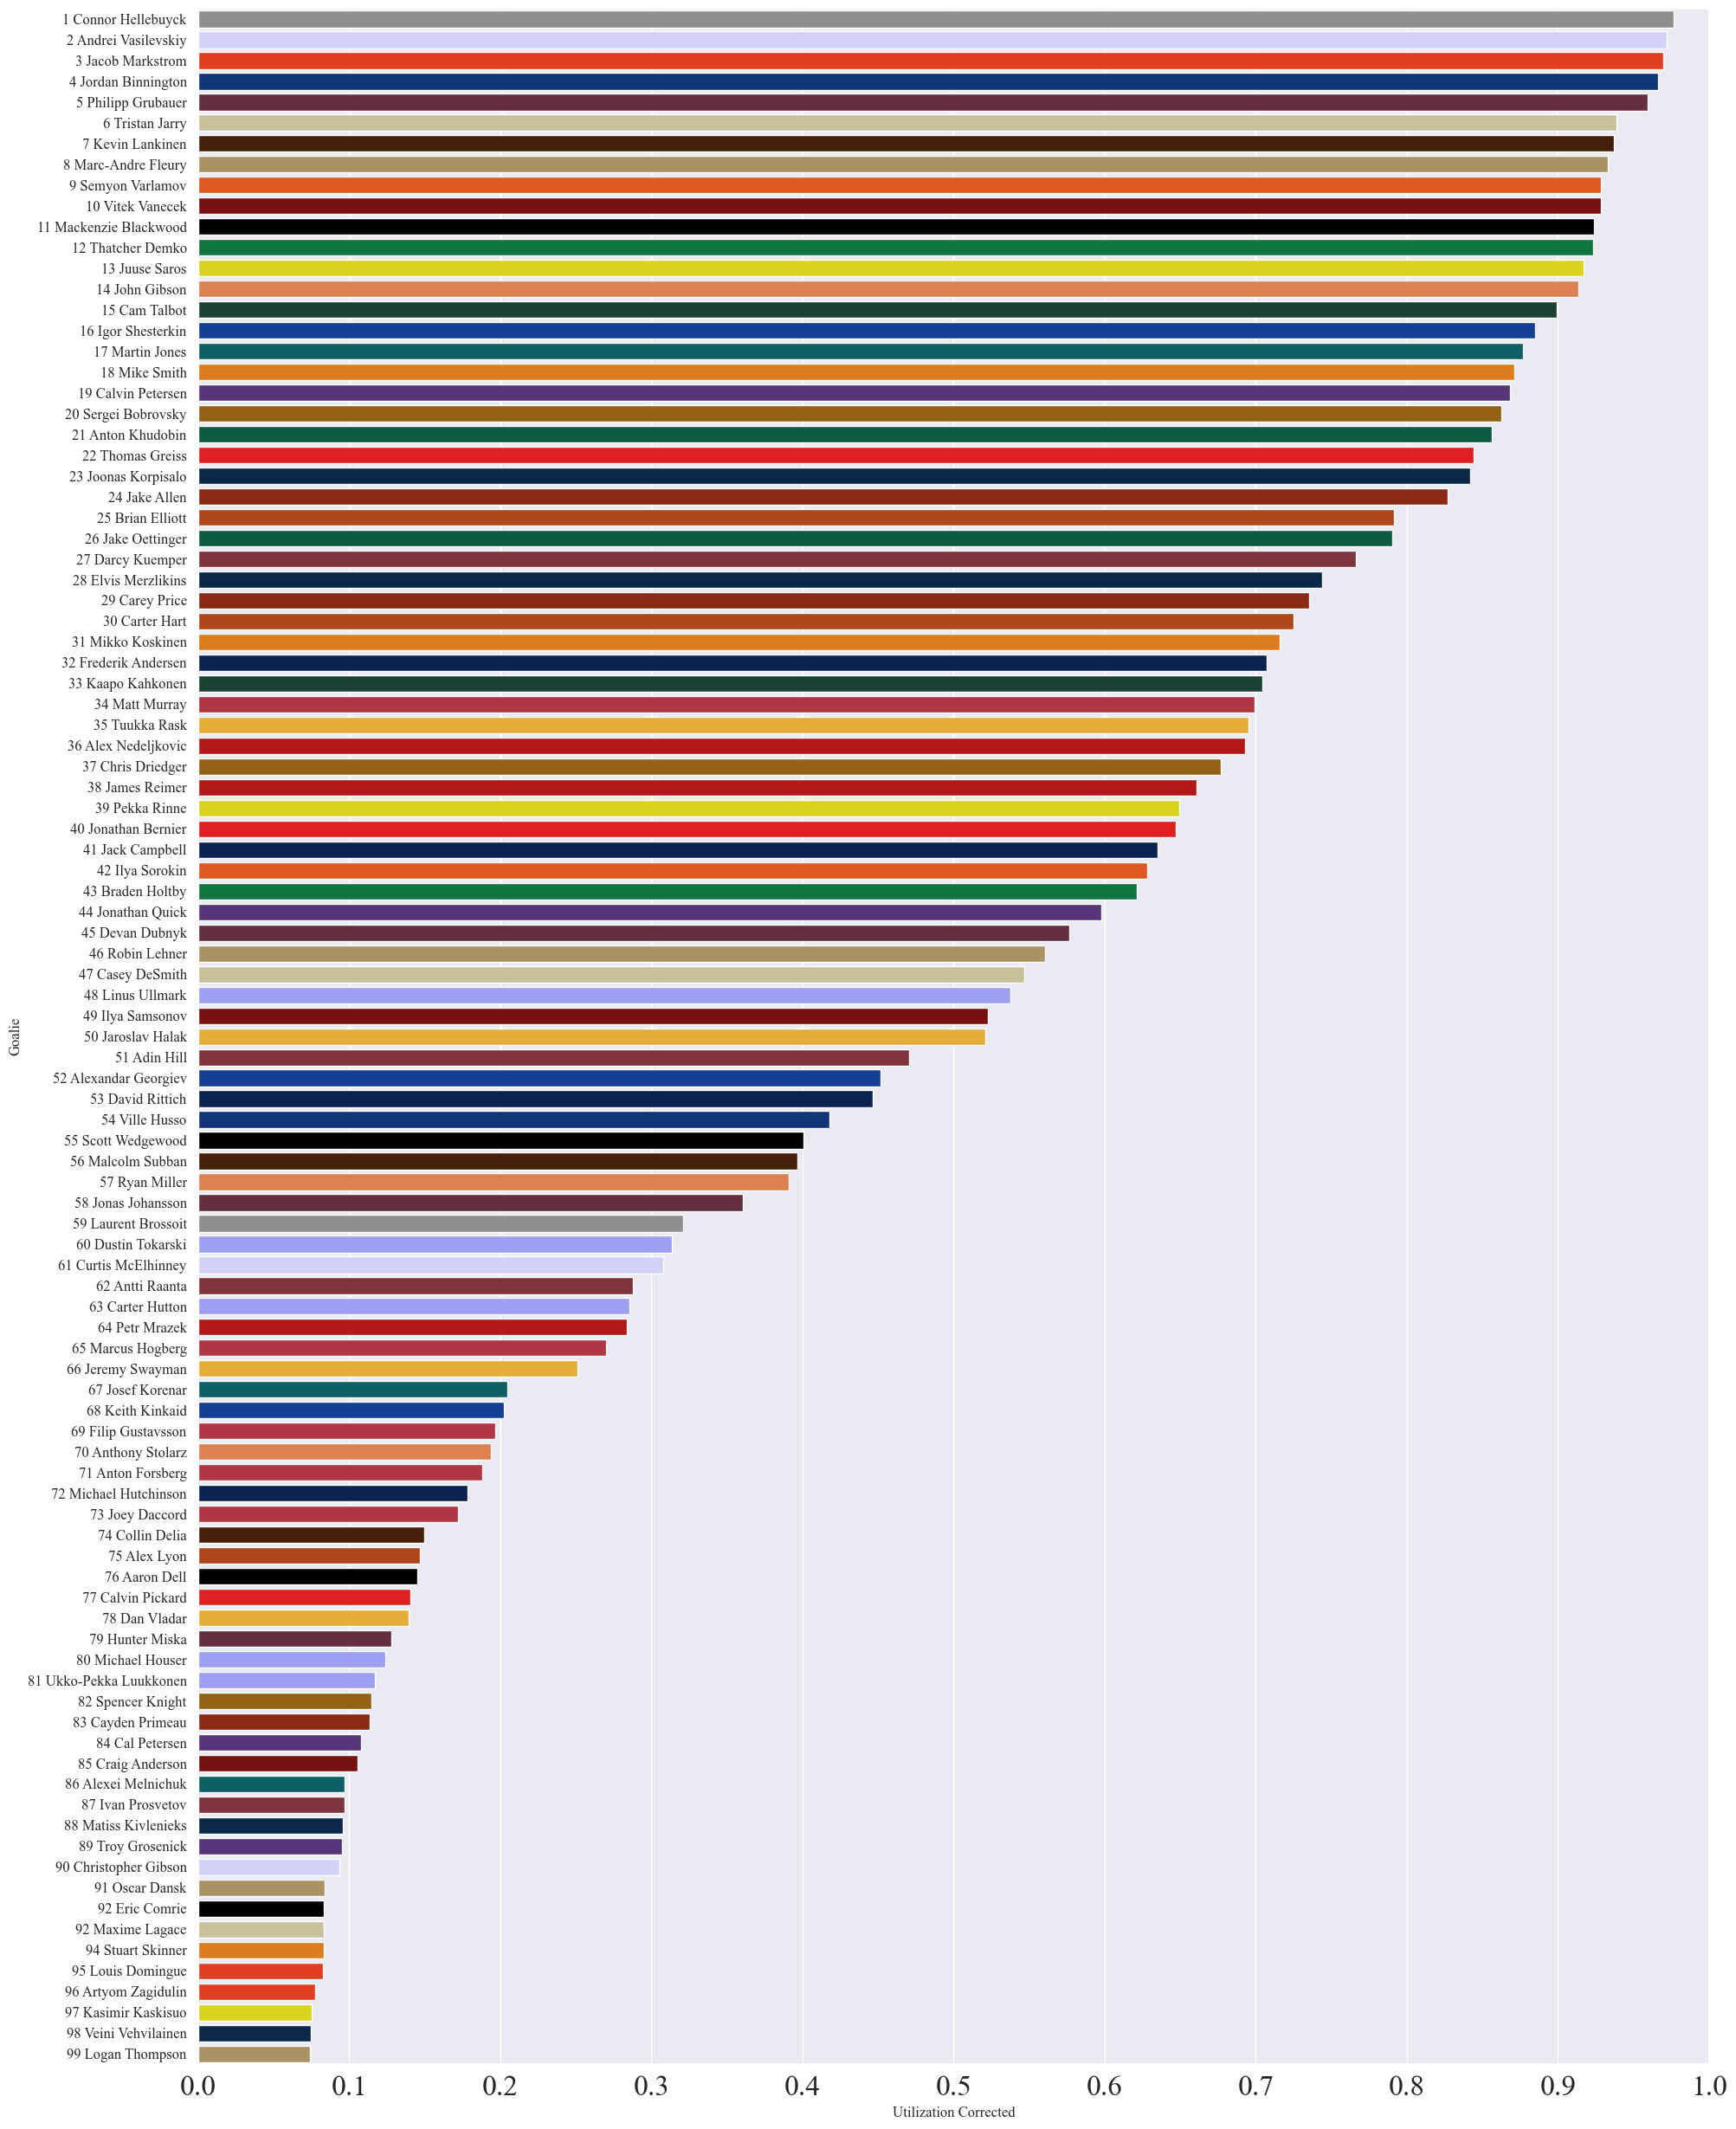 1 Connor Hellebuyck
2 Andrei Vasilevskiy
3 Jacob Markstrom
4 Jordan Binnington
5 Philipp Grubauer
6 Tristan Jarry
7 Kevin Lankinen
8 Marc-Andre Fleury
9 Semyon Varlamov
10 Vitek Vanecek
11 Mackenzie Blackwood
12 Thatcher Demko
13 Juuse Saros
14 John Gibson
15 Cam Talbot
16 Igor Shesterkin
17 Martin Jones
18 Mike Smith
19 Calvin Petersen
20 Sergei Bobrovsky
21 Anton Khudobin
22 Thomas Greiss
23 Joonas Korpisalo
24 Jake Allen
25 Brian Elliott
26 Jake Oettinger
27 Darcy Kuemper
28 Elvis Merzlikins
29 Carey Price
30 Carter Hart
31 Mikko Koskinen
32 Frederik Andersen
33 Kaapo Kahkonen
34 Matt Murray
35 Tuukka Rask
36 Alex Nedeljkovic
37 Chris Driedger
38 James Reimer
39 Pekka Rinne
40 Jonathan Bernier
41 Jack Campbell
42 Ilya Sorokin
43 Braden Holtby
44 Jonathan Quick
45 Devan Dubnyk
46 Robin Lehner
47 Casey DeSmith
48 Linus Ullmark
49 Ilya Samsonov
50 Jaroslav Halak
51 Adin Hill
52 Alexandar Georgiev
53 David Rittich
54 Ville Husso
55 Scott Wedgewood
56 Malcolm Subban
57 Ryan Miller
58 Jonas Johansson
59 Laurent Brossoit
60 Dustin Tokarski
61 Curtis McElhinney
62 Antti Raanta
63 Carter Hutton
64 Petr Mrazek
65 Marcus Hogberg
66 Jeremy Swayman
67 Josef Korenar
68 Keith Kinkaid
69 Filip Gustavsson
70 Anthony Stolarz
71 Anton Forsberg
72 Michael Hutchinson
73 Joey Daccord
74 Collin Delia
75 Alex Lyon
76 Aaron Dell
77 Calvin Pickard
78 Dan Vladar
79 Hunter Miska
80 Michael Houser
81 Ukko-Pekka Luukkonen
82 Spencer Knight
83 Cayden Primeau
84 Cal Petersen
85 Craig Anderson
86 Alexei Melnichuk
87 Ivan Prosvetov
88 Matiss Kivlenieks
89 Troy Grosenick
90 Christopher Gibson
91 Oscar Dansk
92 Eric Comrie
92 Maxime Lagace
94 Stuart Skinner
95 Louis Domingue
96 Artyom Zagidulin
97 Kasimir Kaskisuo
98 Veini Vehvilainen
99 Logan Thompson
Goalie
0.0 0.1 0.2 0.3 0.4 0.5 0.6 0.7 0.8 0.9 1.0
Utilization Corrected